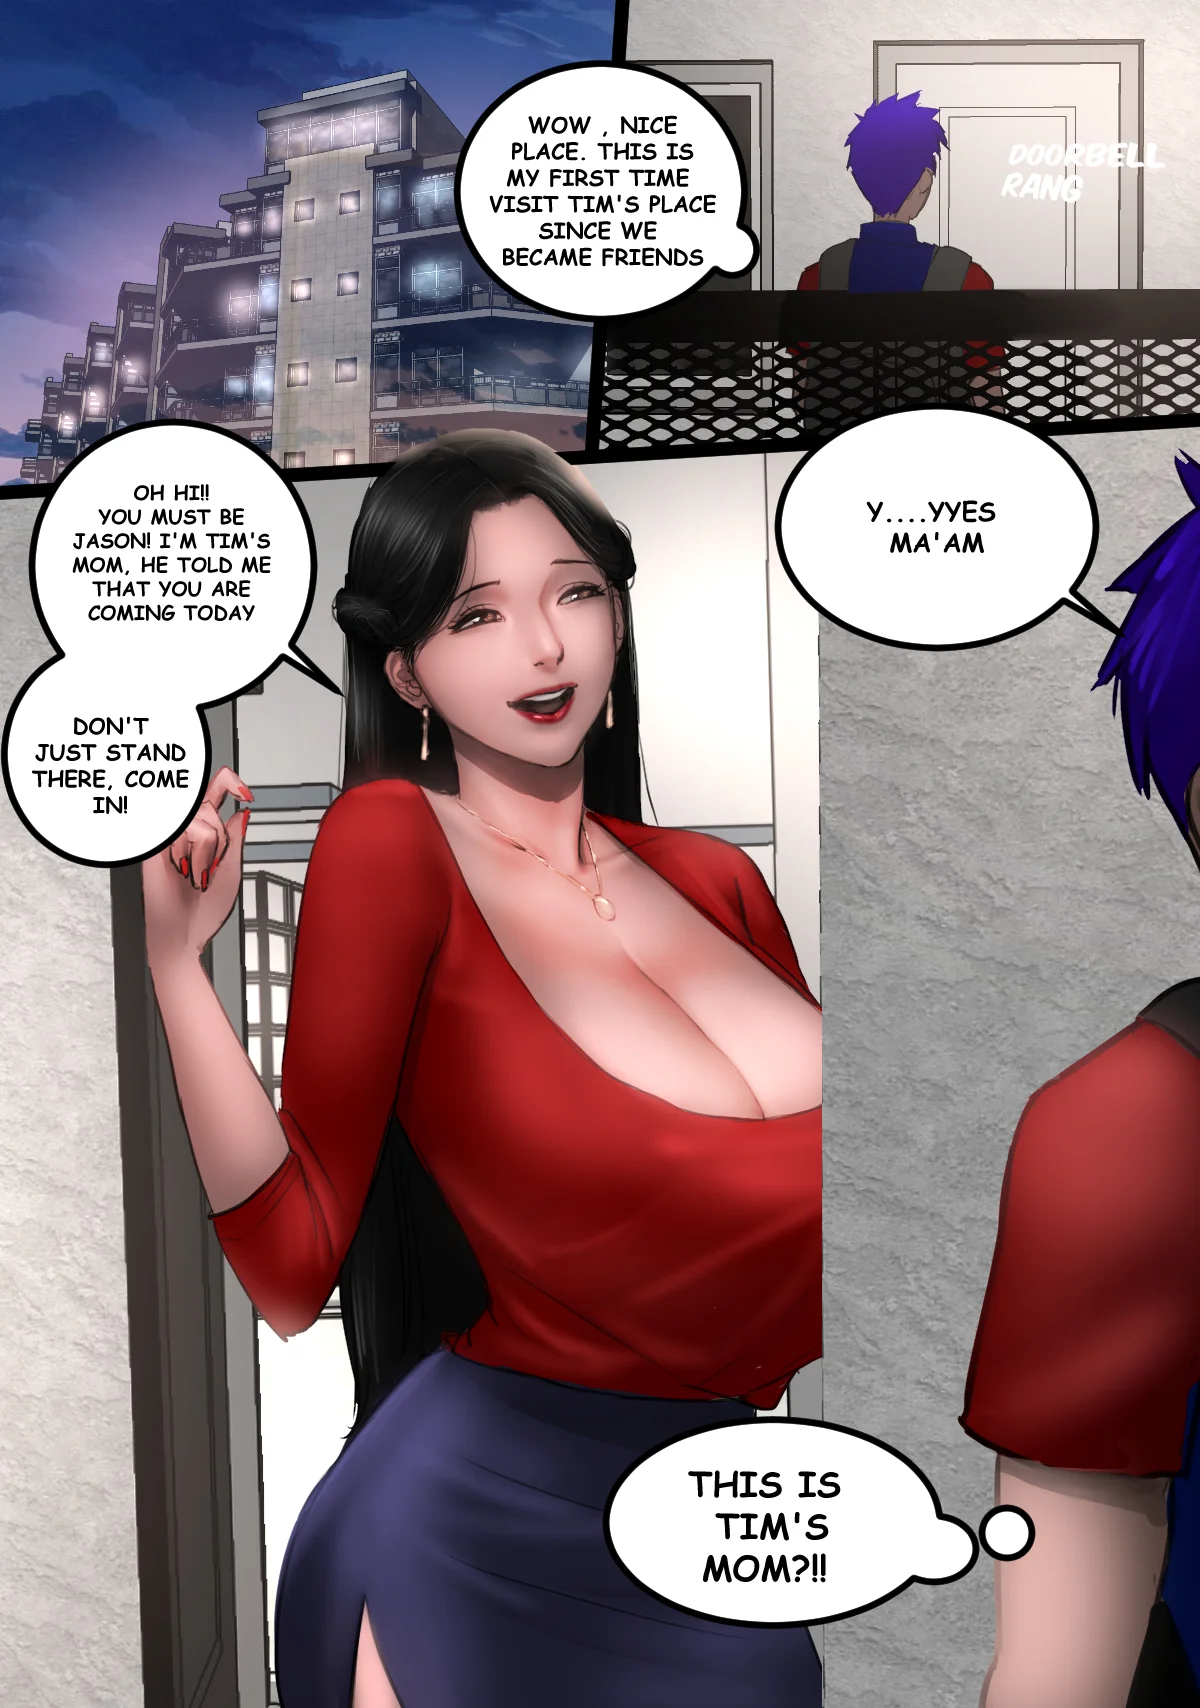 WOW , NICE
PLACE. THIS IS
MY FIRST TIME
VISIT TIM'S PLACE
SINCE WE
BECAME FRIENDS
DOORBELL
RANG
OH HI!!
YOU MUST BE
JASON! I'M TIM'S
MOM, HE TOLD ME
THAT YOU ARE
COMING TODAY
DON'T
JUST STAND
THERE, COME
IN!
Y....YYES
MA'AM
THIS IS
TIM'S
MOM?!!